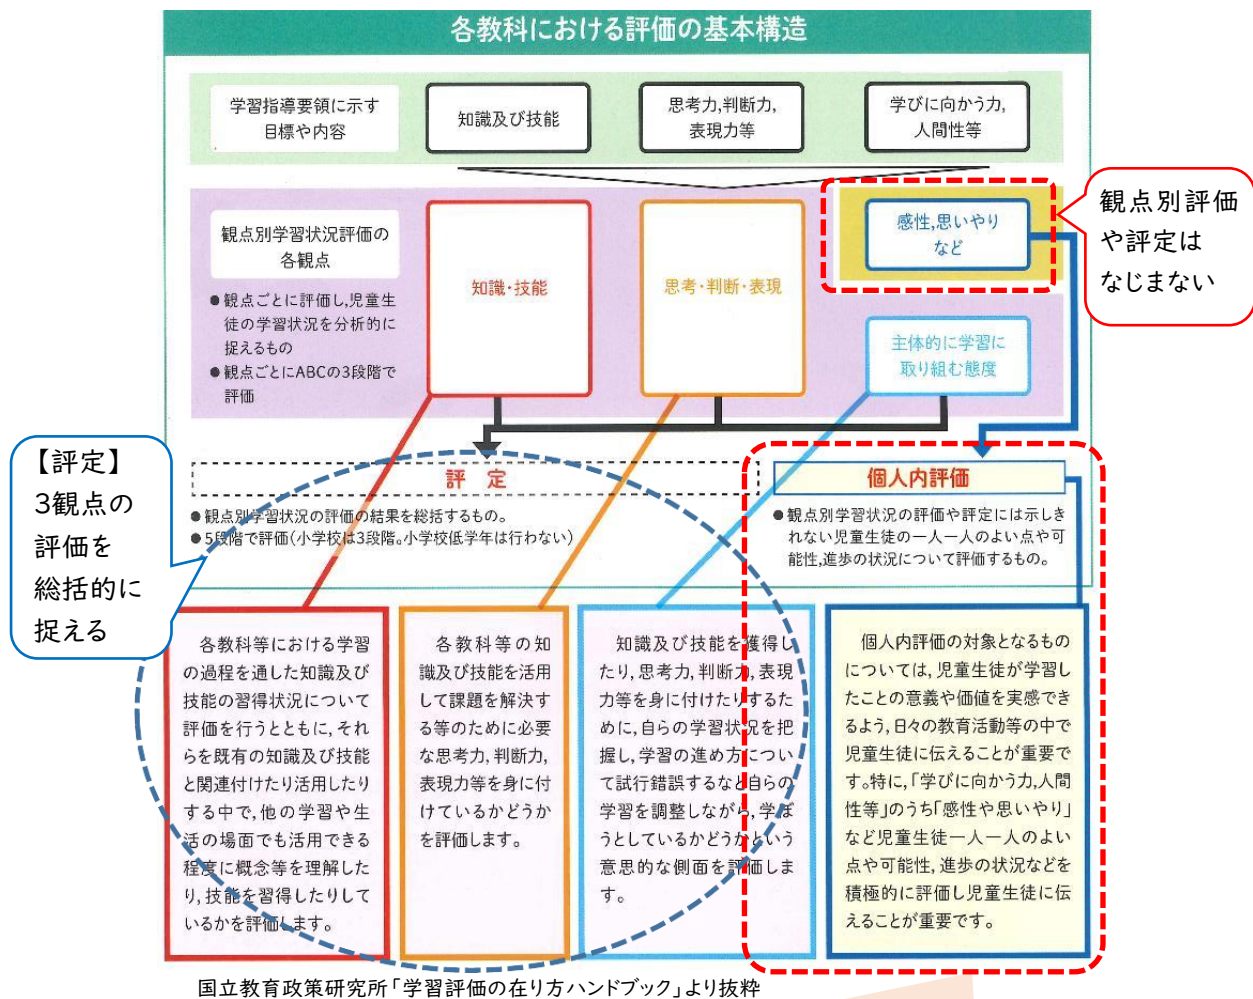 各教科における評価の基本構造
学習指導要領に示す
目標や内容
知識及び技能
思考力,判断力,
表現力等
学びに向かう力,
人間性等
観点別学習状況評価の
各観点
●観点ごとに評価し,児童生
徒の学習状況を分析的に
捉えるもの
●観点ごとにABCの3段階で
評価
知識・技能
思考・判断・表現
感性,思いやり
など
主体的に学習に
取り組む態度
観点別評価
や評定は
なじまない
【評定】
3観点の
評価を
総括的に
捉える
評 定
●観点別学習状況の評価の結果を総括するもの。
●5段階で評価(小学校は3段階。小学校低学年は行わない)
個人内評価
●観点別学習状況の評価や評定には示しき
れない児童生徒の一人一人のよい点や可
能性,進歩の状況について評価するもの。
各教科等における学習
の過程を通した知識及び
技能の習得状況について
評価を行うとともに,それ
らを既有の知識及び技能
と関連付けたり活用したり
する中で,他の学習や生
活の場面でも活用できる
程度に概念等を理解した
り,技能を習得したりして
いるかを評価します。
各教科等の知
識及び技能を活用
して課題を解決す
る等のために必要
な思考力,判断力,
表現力等を身に付
けているかどうか
を評価します。
知識及び技能を獲得し
たり,思考力,判断力,表現
力等を身に付けたりするた
めに,自らの学習状況を把
握し,学習の進め方につい
て試行錯誤するなど自らの
学習を調整しながら,学ぼ
うとしているかどうかという
意思的な側面を評価しま
す。
個人内評価の対象となるもの
については,児童生徒が学習し
たことの意義や価値を実感でき
るよう,日々の教育活動等の中で
児童生徒に伝えることが重要で
す。特に,「学びに向かう力,人間
性等」のうち「感性や思いやり」
など児童生徒一人一人のよい
点や可能性,進歩の状況などを
積極的に評価し児童生徒に伝
えることが重要です。
国立教育政策研究所「学習評価の在り方ハンドブック」より抜粋